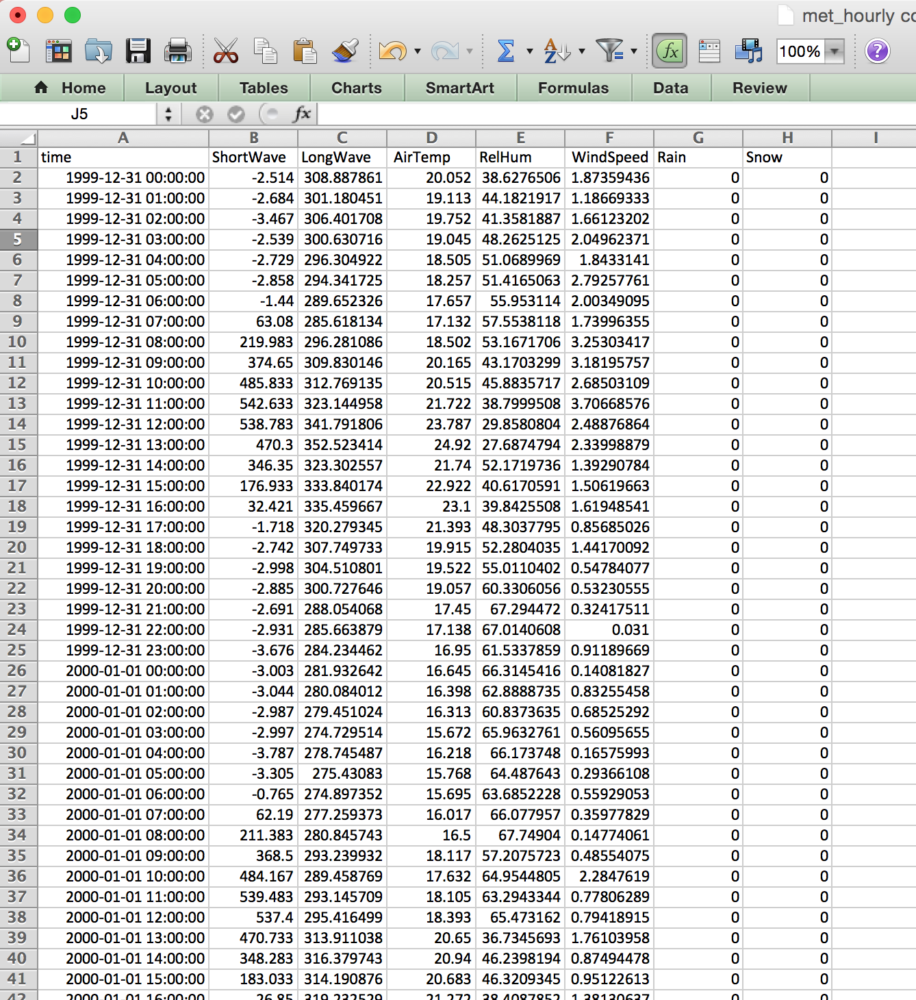 met_hourly co
100%
Home Layout Tables Charts SmartArt Formulas Data Review
J5 fx
A B C D E F G H I
1 time ShortWave LongWave AirTemp RelHum WindSpeed Rain Snow
2 1999-12-31 00:00:00 -2.514 308.887861 20.052 38.6276506 1.87359436 0 0
3 1999-12-31 01:00:00 -2.684 301.180451 19.113 44.1821917 1.18669333 0 0
4 1999-12-31 02:00:00 -3.467 306.401708 19.752 41.3581887 1.66123202 0 0
5 1999-12-31 03:00:00 -2.539 300.630716 19.045 48.2625125 2.04962371 0 0
6 1999-12-31 04:00:00 -2.729 296.304922 18.505 51.0689969 1.8433141 0 0
7 1999-12-31 05:00:00 -2.858 294.341725 18.257 51.4165063 2.79257761 0 0
8 1999-12-31 06:00:00 -1.44 289.652326 17.657 55.953114 2.00349095 0 0
9 1999-12-31 07:00:00 63.08 285.618134 17.132 57.5538118 1.73996355 0 0
10 1999-12-31 08:00:00 219.983 296.281086 18.502 53.1671706 3.25303417 0 0
11 1999-12-31 09:00:00 374.65 309.830146 20.165 43.1703299 3.18195757 0 0
12 1999-12-31 10:00:00 485.833 312.769135 20.515 45.8835717 2.68503109 0 0
13 1999-12-31 11:00:00 542.633 323.144958 21.722 38.7999508 3.70668576 0 0
14 1999-12-31 12:00:00 538.783 341.791806 23.787 29.8580804 2.48876864 0 0
15 1999-12-31 13:00:00 470.3 352.523414 24.92 27.6874794 2.33998879 0 0
16 1999-12-31 14:00:00 346.35 323.302557 21.74 52.1719736 1.39290784 0 0
17 1999-12-31 15:00:00 176.933 333.840174 22.922 40.6170591 1.50619663 0 0
18 1999-12-31 16:00:00 32.421 335.459667 23.1 39.8425508 1.61948541 0 0
19 1999-12-31 17:00:00 -1.718 320.279345 21.393 48.3037795 0.85685026 0 0
20 1999-12-31 18:00:00 -2.742 307.749733 19.915 52.2804035 1.44170092 0 0
21 1999-12-31 19:00:00 -2.998 304.510801 19.522 55.0110402 0.54784077 0 0
22 1999-12-31 20:00:00 -2.885 300.727646 19.057 60.3306056 0.53230555 0 0
23 1999-12-31 21:00:00 -2.691 288.054068 17.45 67.294472 0.32417511 0 0
24 1999-12-31 22:00:00 -2.931 285.663879 17.138 67.0140608 0.031 0 0
25 1999-12-31 23:00:00 -3.676 284.234462 16.95 61.5337859 0.91189669 0 0
26 2000-01-01 00:00:00 -3.003 281.932642 16.645 66.3145416 0.14081827 0 0
27 2000-01-01 01:00:00 -3.044 280.084012 16.398 62.8888735 0.83255458 0 0
28 2000-01-01 02:00:00 -2.987 279.451024 16.313 60.8373635 0.68525292 0 0
29 2000-01-01 03:00:00 -2.997 274.729514 15.672 65.9632761 0.56095655 0 0
30 2000-01-01 04:00:00 -3.787 278.745487 16.218 66.173748 0.16575993 0 0
31 2000-01-01 05:00:00 -3.305 275.43083 15.768 64.487643 0.29366108 0 0
32 2000-01-01 06:00:00 -0.765 274.897352 15.695 63.6852228 0.55929053 0 0
33 2000-01-01 07:00:00 62.19 277.259373 16.017 66.077957 0.35977829 0 0
34 2000-01-01 08:00:00 211.383 280.845743 16.5 67.74904 0.14774061 0 0
35 2000-01-01 09:00:00 368.5 293.239932 18.117 57.2075723 0.48554075 0 0
36 2000-01-01 10:00:00 484.167 289.458769 17.632 64.9544805 2.2847619 0 0
37 2000-01-01 11:00:00 539.483 293.145709 18.105 63.2943344 0.77806289 0 0
38 2000-01-01 12:00:00 537.4 295.416499 18.393 65.473162 0.79418915 0 0
39 2000-01-01 13:00:00 470.733 313.911038 20.65 36.7345693 1.76103958 0 0
40 2000-01-01 14:00:00 348.283 316.379743 20.94 46.2398194 0.87494478 0 0
41 2000-01-01 15:00:00 183.033 314.190876 20.683 46.3209345 0.95122613 0 0
42 2000-01-01 16:00:00 26.85 319.232529 21.272 38.4087852 1.38130637 0 0